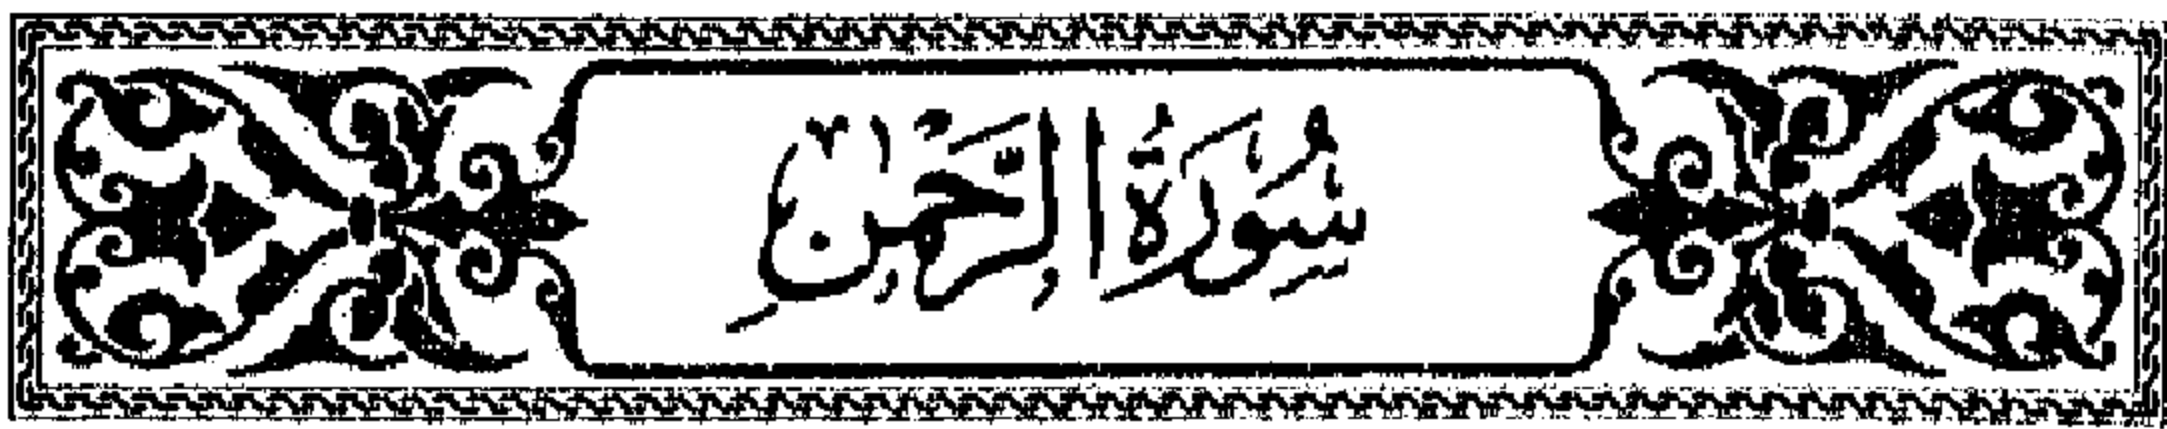 سُورَةُ الرَّحْمٰنِ